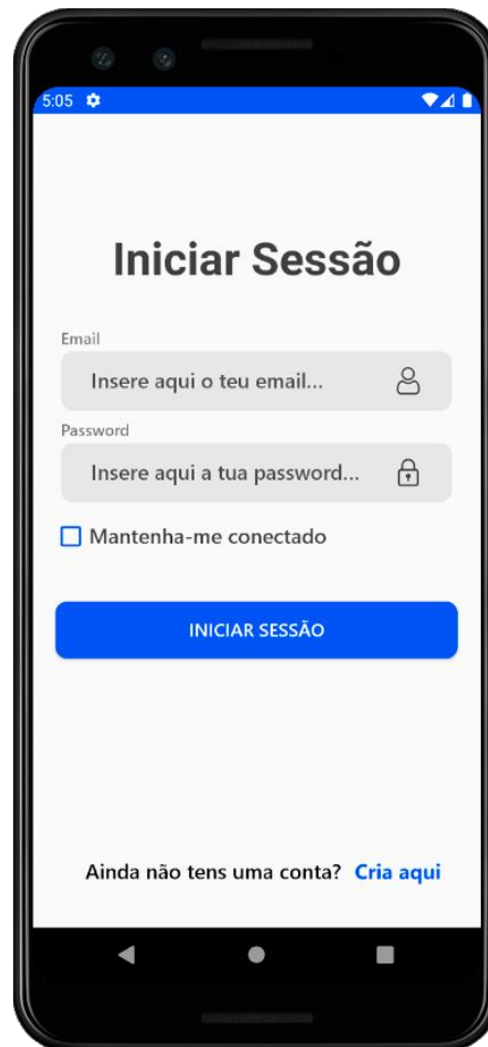 5:05
Iniciar Sessão
Email
Insere aqui o teu email...
Password
Insere aqui a tua password...
Mantenha-me conectado
INICIAR SESSÃO
Ainda não tens uma conta? Cria aqui